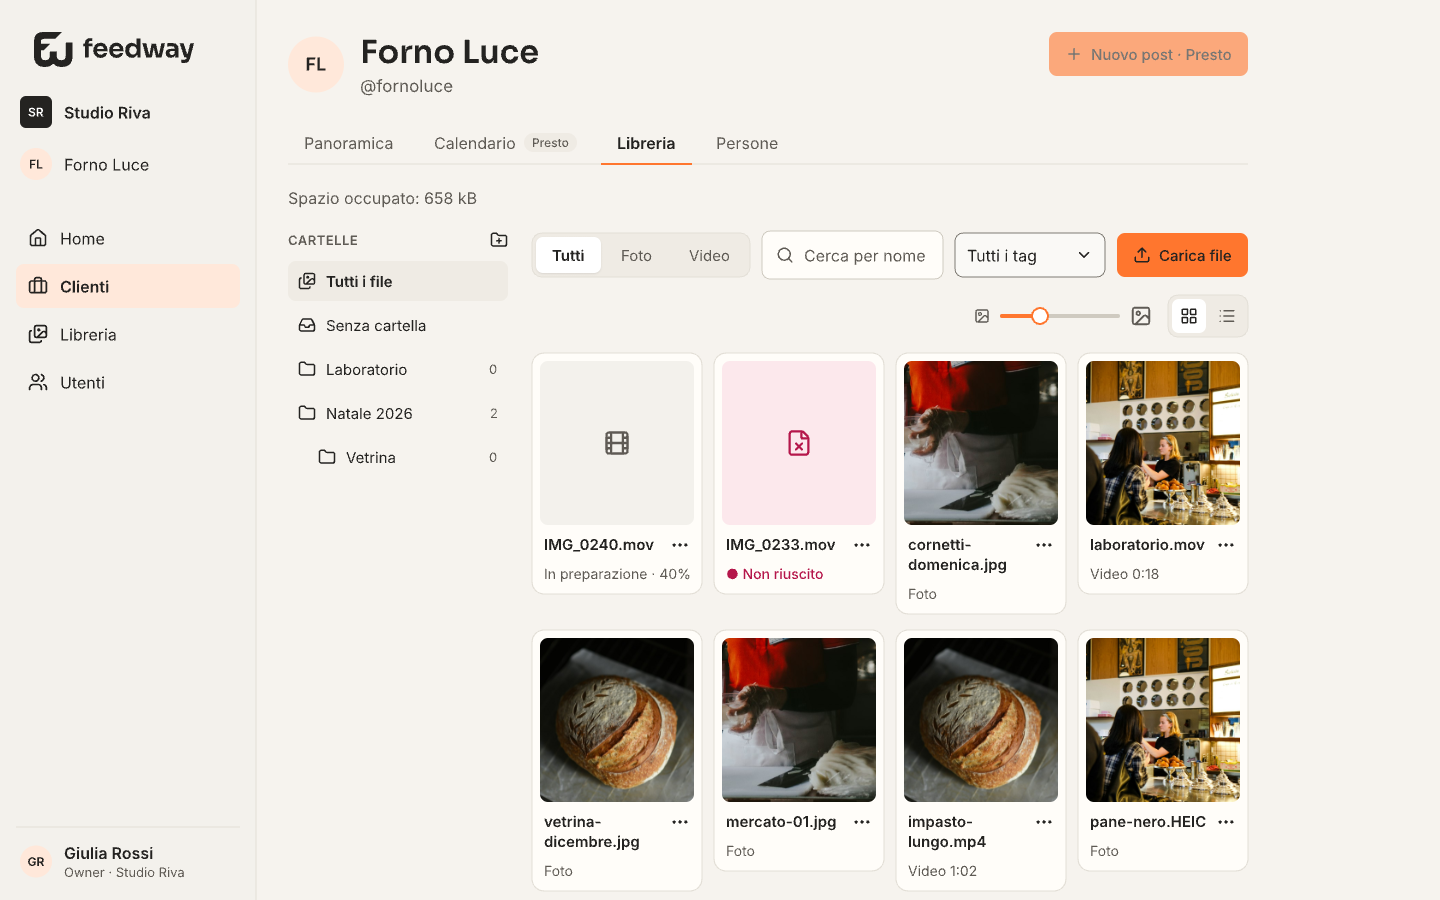 feedway
SR Studio Riva
FL Forno Luce
Home
Clienti
Libreria
Utenti
GR Giulia Rossi
Owner · Studio Riva
FL
Forno Luce
@fornoluce
Nuovo post · Presto
Panoramica Calendario Presto Libreria Persone
Spazio occupato: 658 kB
CARTELLE
Tutti i file
Senza cartella
Laboratorio 0
Natale 2026 2
Vetrina 0
Tutti Foto Video
Cerca per nome
Tutti i tag
Carica file
IMG_0240.mov
In preparazione · 40%
IMG_0233.mov
Non riuscito
cornetti-
domenica.jpg
Foto
laboratorio.mov
Video 0:18
vetrina-
dicembre.jpg
Foto
mercato-01.jpg
Foto
impasto-
lungo.mp4
Video 1:02
pane-nero.HEIC
Foto